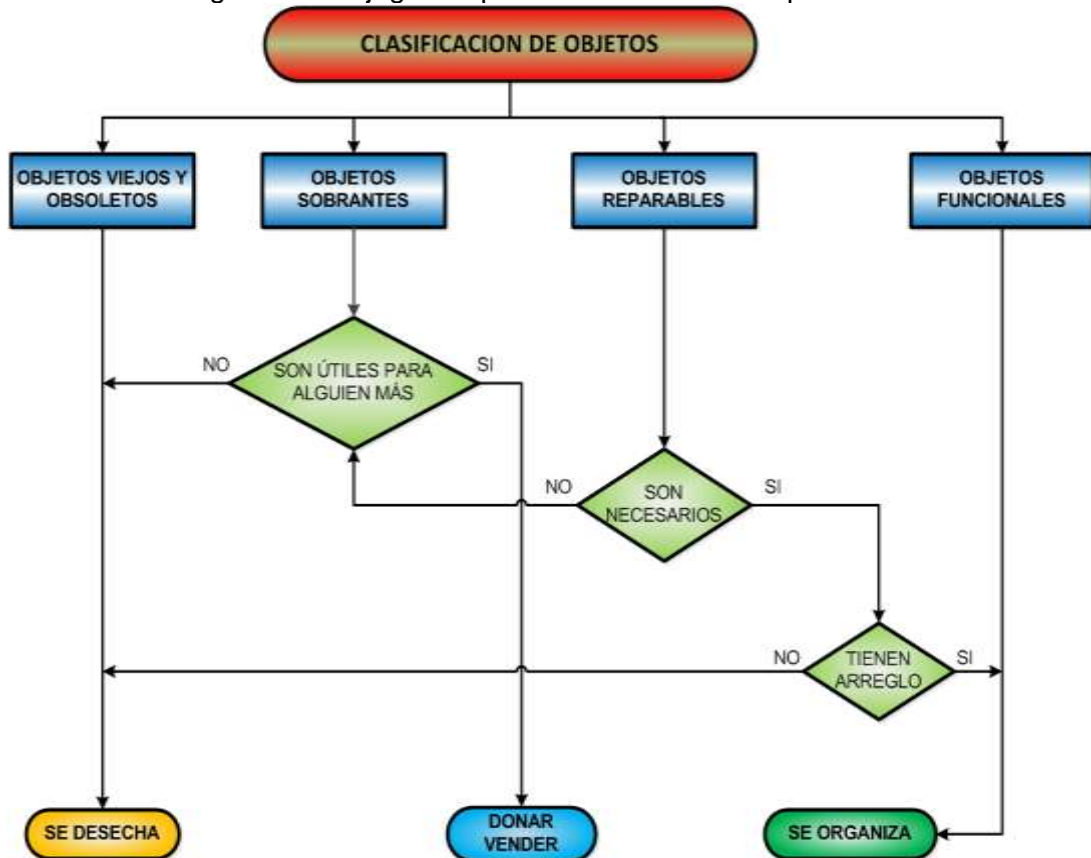 CLASIFICACION DE OBJETOS
OBJETOS VIEJOS Y
OBSOLETOS
OBJETOS
SOBRANTES
OBJETOS
REPARABLES
OBJETOS
FUNCIONALES
NO
SON ÚTILES PARA
ALGUIEN MÁS
SI
NO
SON
NECESARIOS
SI
NO
TIENEN
ARREGLO
SI
SE DESECHA
DONAR
VENDER
SE ORGANIZA